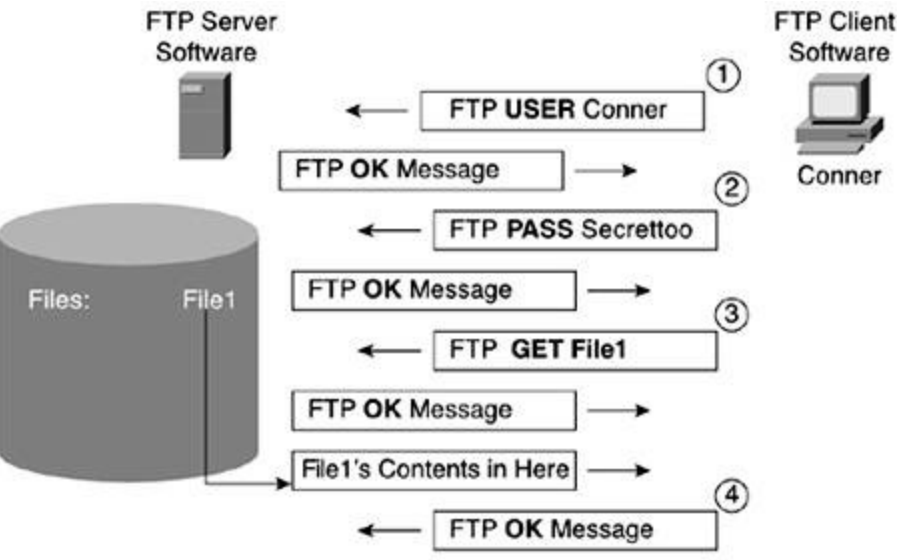 FTP Server
Software
FTP Client
Software
1
FTP USER Conner
Conner
FTP OK Message
2
FTP PASS Secrettoo
Files: File1
FTP OK Message
3
FTP GET File1
FTP OK Message
File1's Contents in Here
4
FTP OK Message